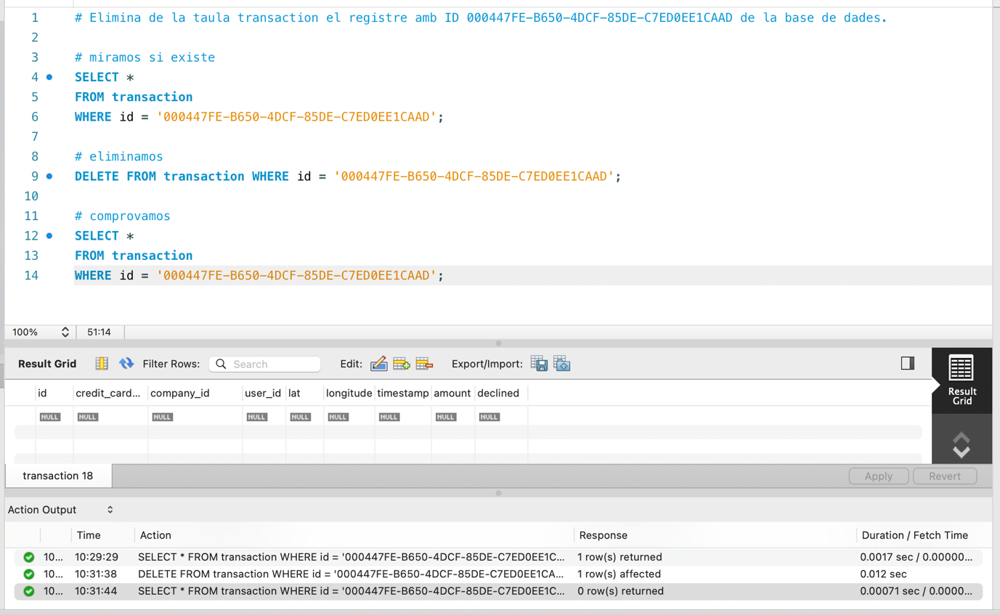 1 # Elimina de la taula transaction el registre amb ID 000447FE-B650-4DCF-85DE-C7ED0EE1CAAD de la base de dades.
2
3 # miramos si existe
4 SELECT *
5 FROM transaction
6 WHERE id = '000447FE-B650-4DCF-85DE-C7ED0EE1CAAD';
7
8 # eliminamos
9 DELETE FROM transaction WHERE id = '000447FE-B650-4DCF-85DE-C7ED0EE1CAAD';
10
11 # comprovamos
12 SELECT *
13 FROM transaction
14 WHERE id = '000447FE-B650-4DCF-85DE-C7ED0EE1CAAD';
100% 51:14
Result Grid Filter Rows: Search Edit: Export/Import:
Result
Grid
id credit_card... company_id user_id lat longitude timestamp amount declined
NULL NULL NULL NULL NULL NULL NULL NULL NULL
transaction 18 Apply Revert
Action Output
Time Action Response Duration / Fetch Time
10... 10:29:29 SELECT * FROM transaction WHERE id = '000447FE-B650-4DCF-85DE-C7ED0EE1C... 1 row(s) returned 0.0017 sec / 0.00000...
10... 10:31:38 DELETE FROM transaction WHERE id = '000447FE-B650-4DCF-85DE-C7ED0EE1CA... 1 row(s) affected 0.012 sec
10... 10:31:44 SELECT * FROM transaction WHERE id = '000447FE-B650-4DCF-85DE-C7ED0EE1C... 0 row(s) returned 0.00071 sec / 0.0000...